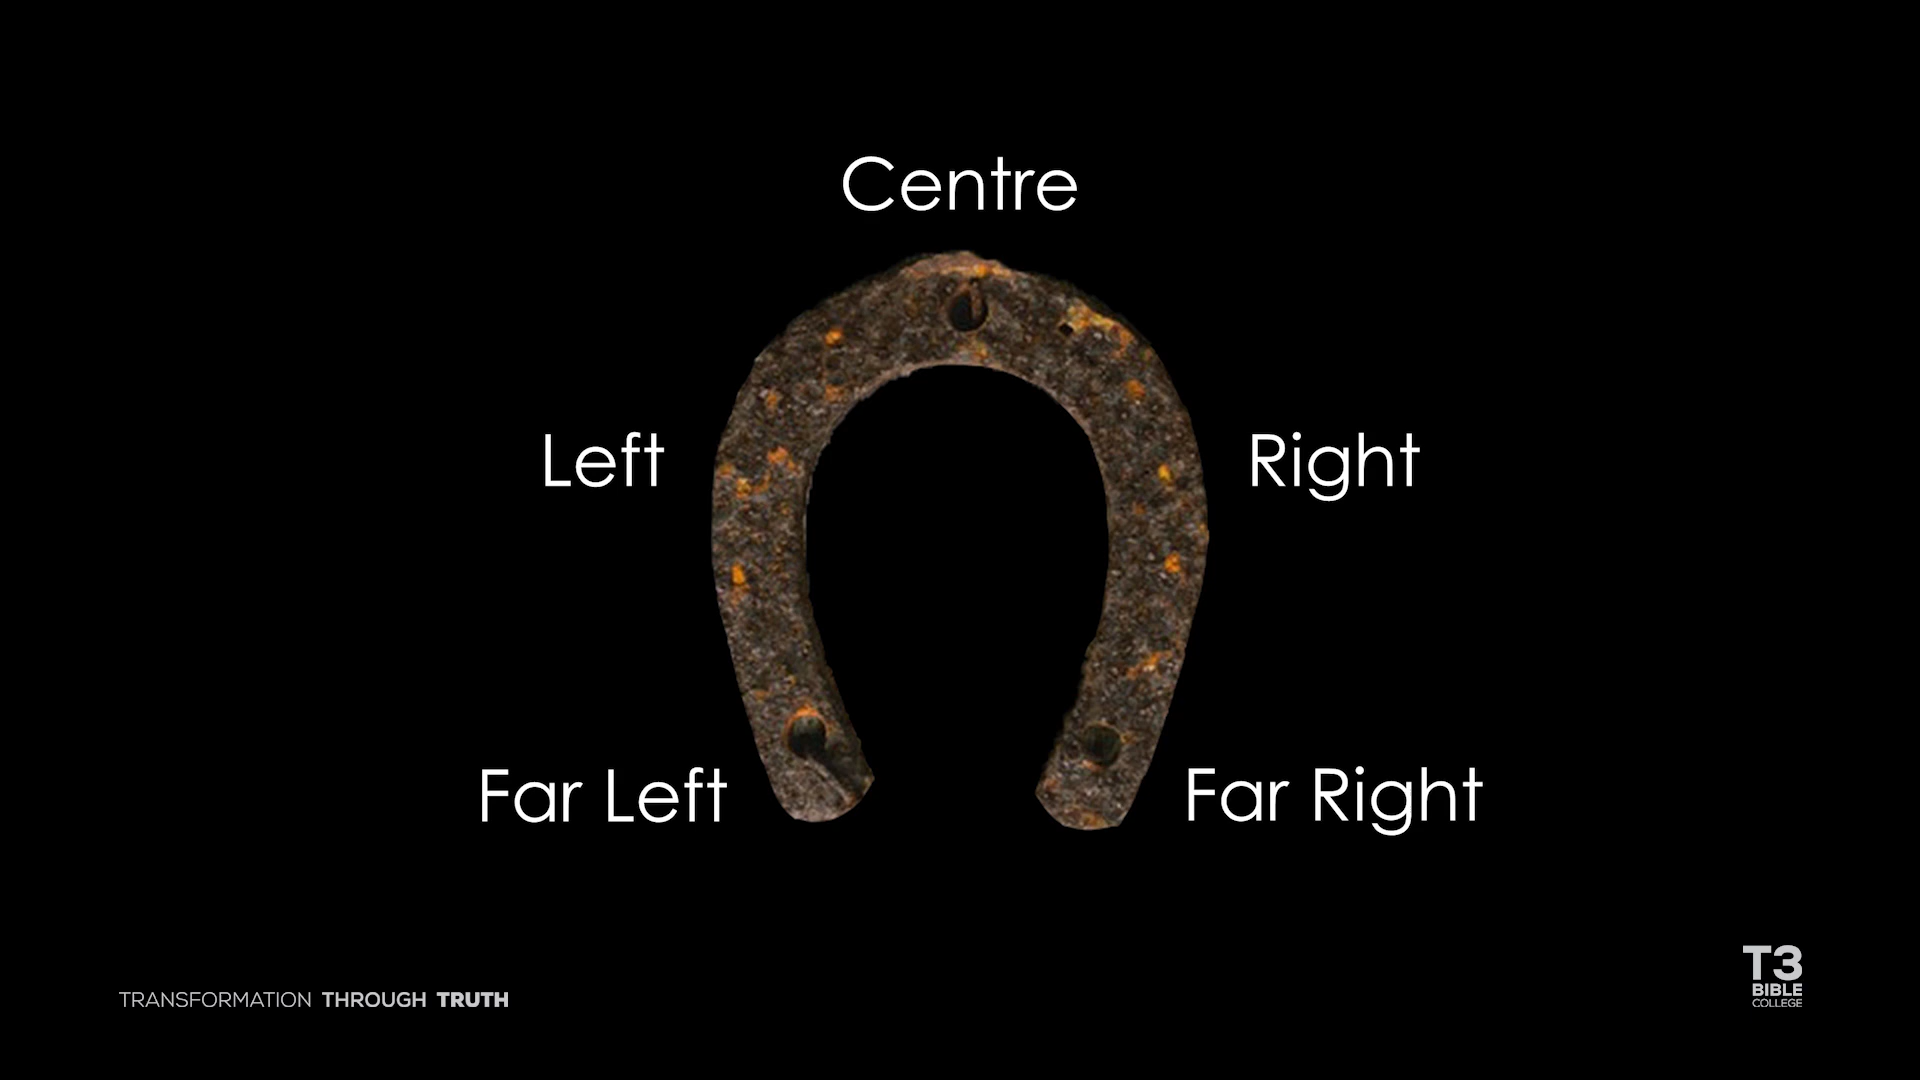 Centre
Left
Right
Far Left
Far Right
TRANSFORMATION THROUGH TRUTH
T3
BIBLE
COLLEGE